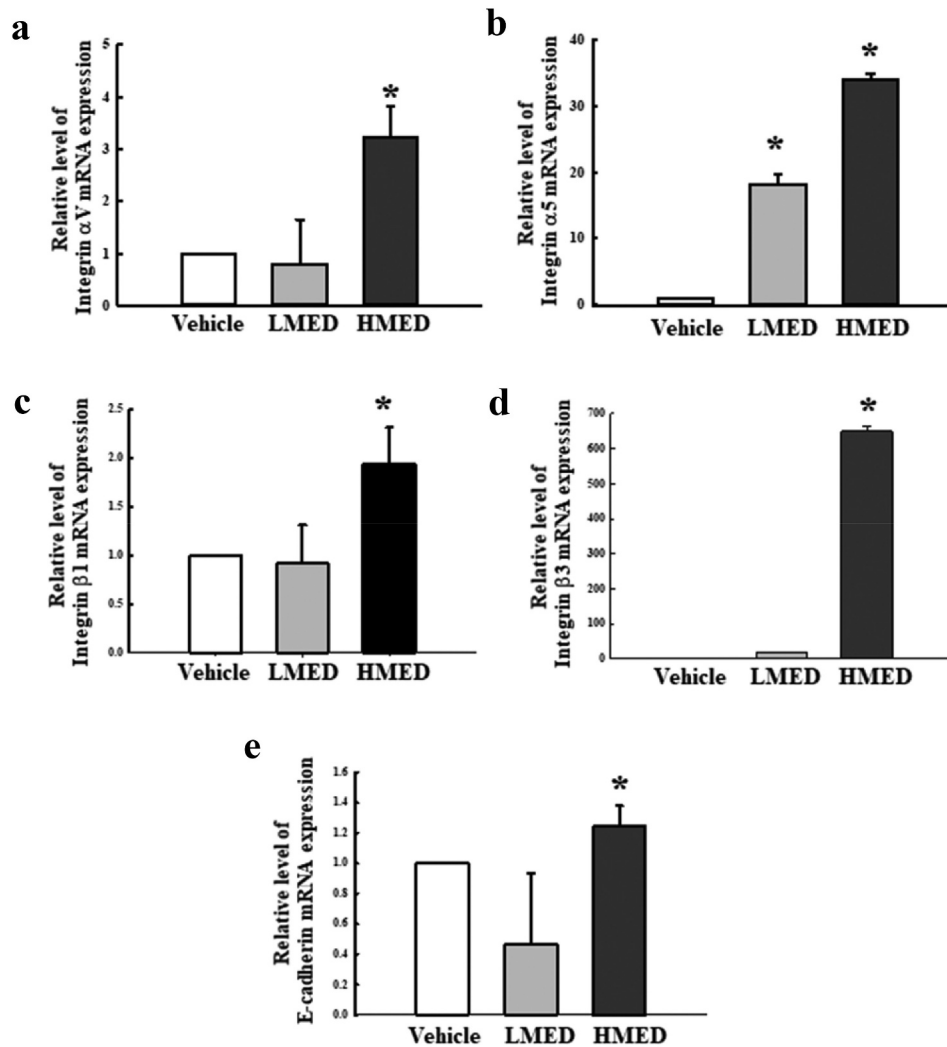 a
Relative level of
Integrin αV mRNA expression
5
4
3
2
1
0
*
Vehicle LMED HMED
b
Relative level of
Integrin α5 mRNA expression
40
30
20
10
0
*
*
Vehicle LMED HMED
c
Relative level of
Integrin β1 mRNA expression
2.5
2.0
1.5
1.0
0.5
0.0
*
Vehicle LMED HMED
d
Relative level of
Integrin β3 mRNA expression
700
600
500
400
300
200
100
0
*
Vehicle LMED HMED
e
Relative level of
E-cadherin mRNA expression
1.6
1.4
1.2
1.0
0.8
0.6
0.4
0.2
0.0
*
Vehicle LMED HMED